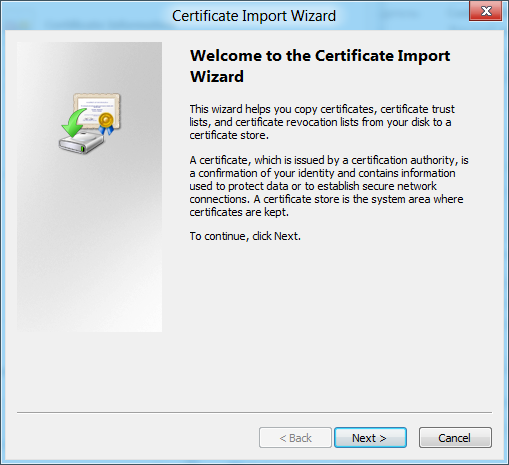 Certificate Import Wizard
Welcome to the Certificate Import
Wizard
This wizard helps you copy certificates, certificate trust
lists, and certificate revocation lists from your disk to a
certificate store.
A certificate, which is issued by a certification authority, is
a confirmation of your identity and contains information
used to protect data or to establish secure network
connections. A certificate store is the system area where
certificates are kept.
To continue, click Next.
< Back
Next >
Cancel